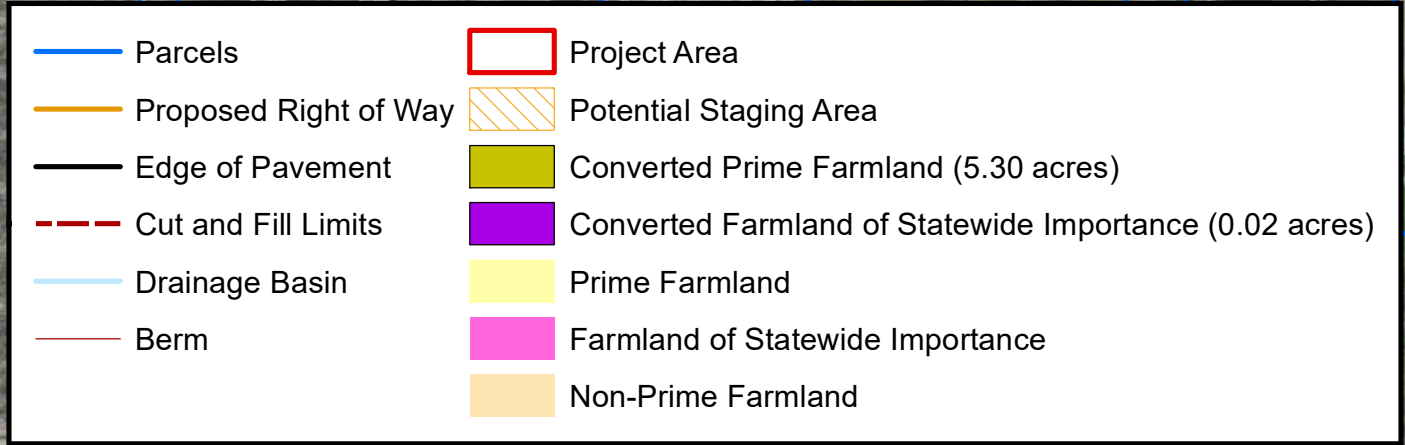 Parcels
Proposed Right of Way
Edge of Pavement
Cut and Fill Limits
Drainage Basin
Berm
Project Area
Potential Staging Area
Converted Prime Farmland (5.30 acres)
Converted Farmland of Statewide Importance (0.02 acres)
Prime Farmland
Farmland of Statewide Importance
Non-Prime Farmland